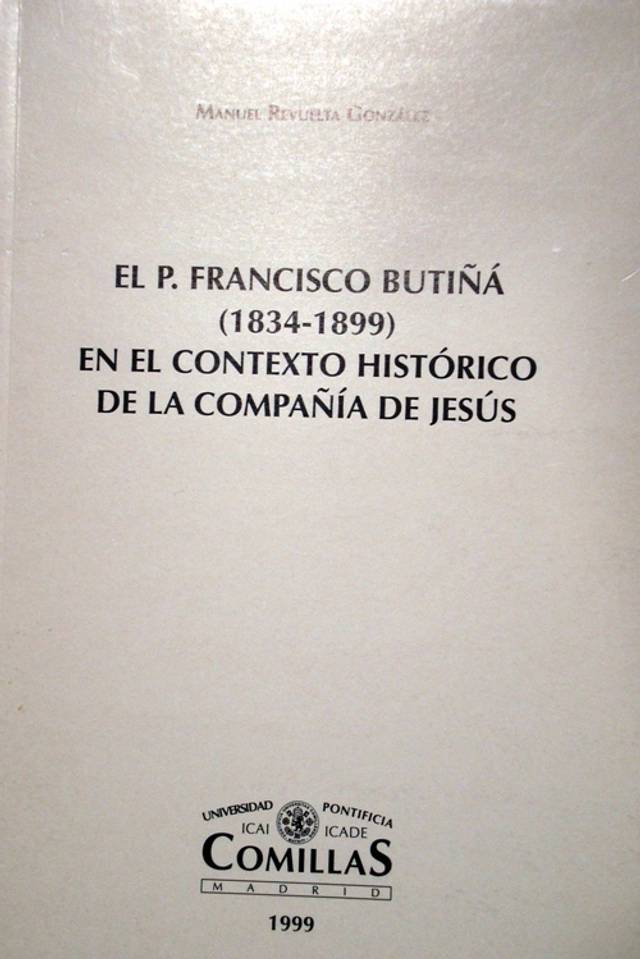 MANUEL REVUELTA GONZÁLEZ
EL P. FRANCISCO BUTIÑÁ
(1834-1899)
EN EL CONTEXTO HISTÓRICO
DE LA COMPAÑÍA DE JESÚS
UNIVERSIDAD PONTIFICIA
ICAI ICADE
COMILLAS
MADRID
1999